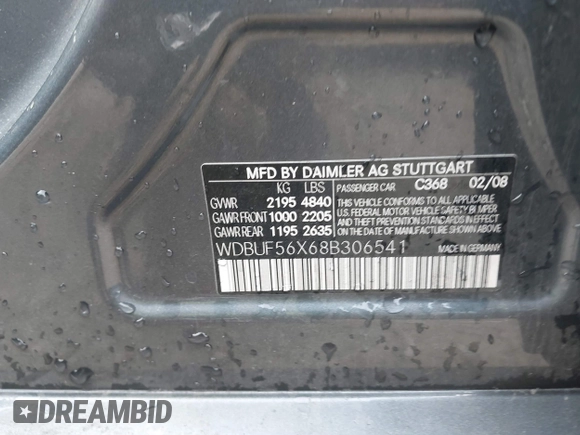 MFD BY DAIMLER AG STUTTGART
KG LBS PASSENGER CAR C368 02/08
GVWR 2195 4840 THIS VEHICLE CONFORMS TO ALL APPLICABLE
GAWR FRONT 1000 2205 U.S. FEDERAL MOTOR VEHICLE SAFETY,
BUMPER, AND THEFT PREVENTION STANDARDS IN EFFECT
GAWR REAR 1195 2635 ON THE DATE OF MANUFACTURE SHOWN ABOVE.
WDBUF56X68B306541 MADE IN GERMANY
DREAMBID